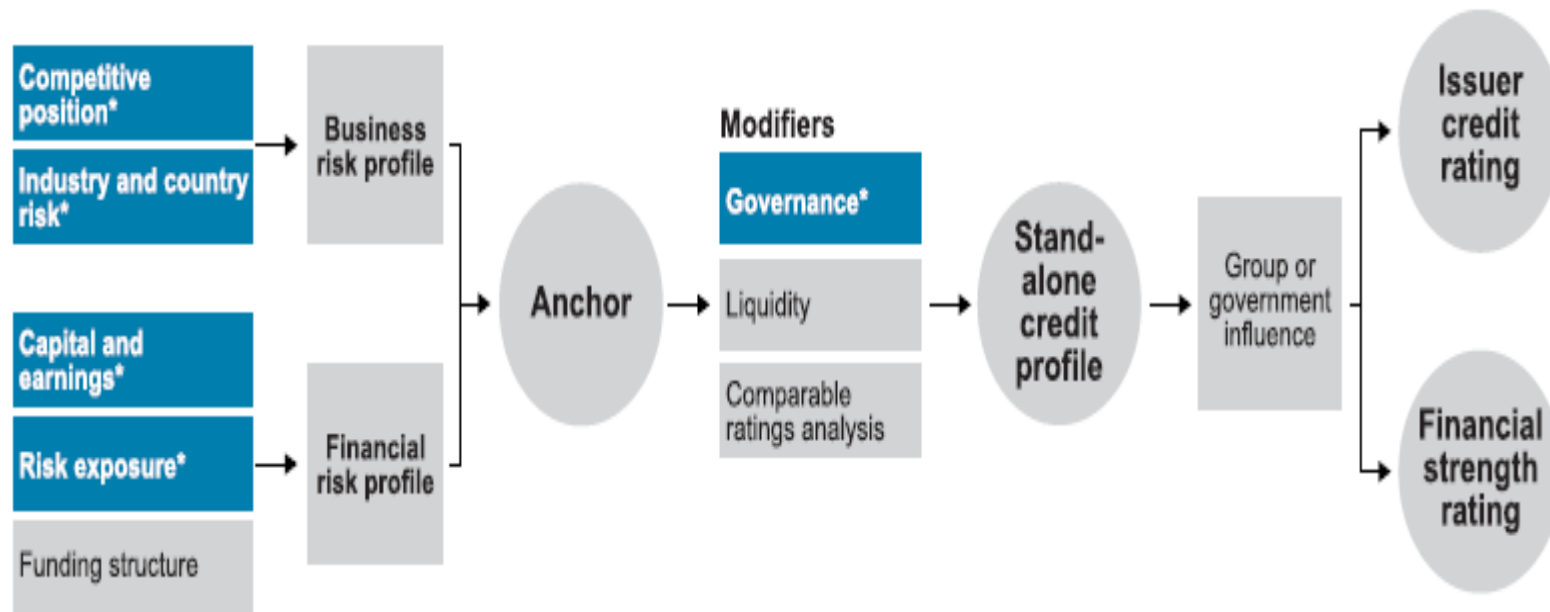 Competitive
position*
Industry and country
risk*
Business
risk profile
Capital and
earnings*
Risk exposure*
Funding structure
Financial
risk profile
Anchor
Modifiers
Governance*
Liquidity
Comparable
ratings analysis
Stand-
alone
credit
profile
Group or
government
influence
Issuer
credit
rating
Financial
strength
rating